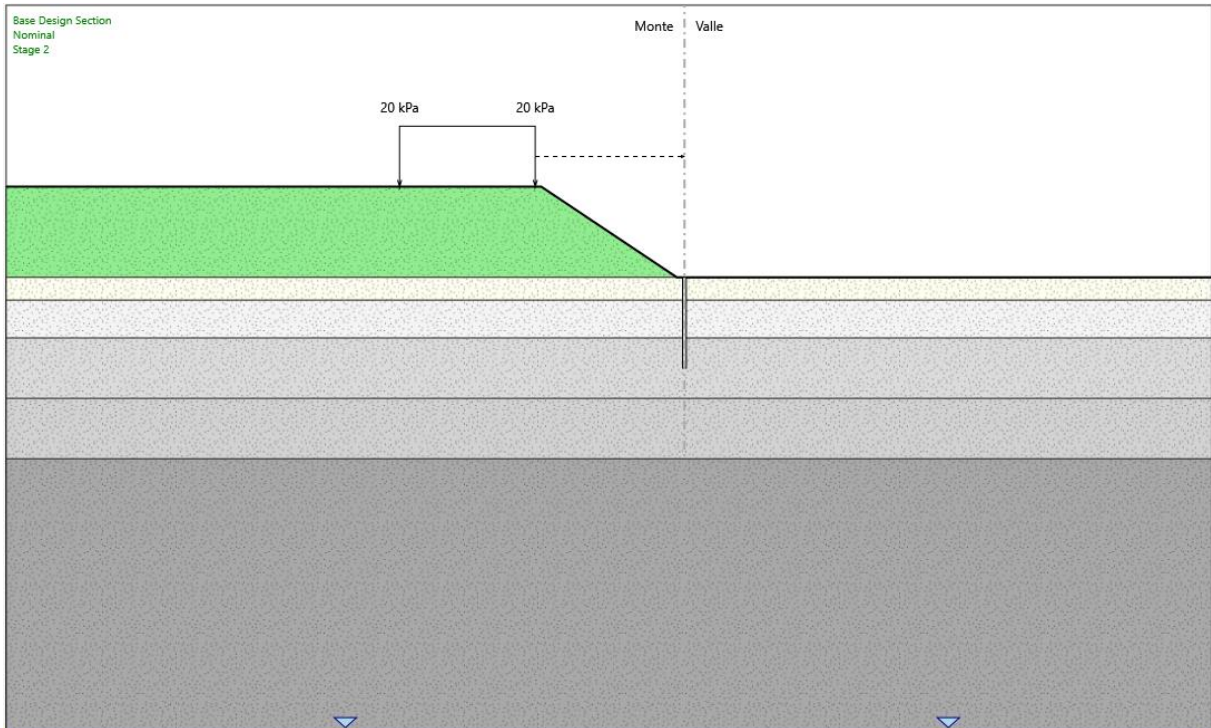 Base Design Section
Nominal
Stage 2
Monte Valle
20 kPa 20 kPa